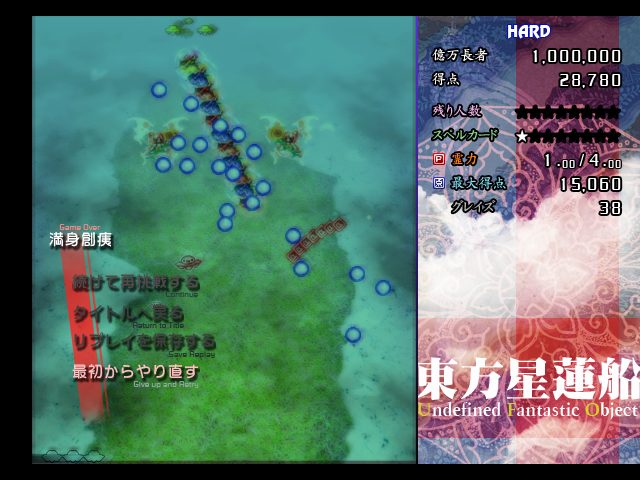 HARD
億万長者 1,000,000
得点 28,780
残り人数
スペルカード
P 霊力 1.00/4.00
点 最大得点 15,060
グレイズ 38
Game Over
満身創痍
続けて再挑戦する
Continue
タイトルへ戻る
Return to Title
リプレイを保存する
Save Replay
最初からやり直す
Give up and Retry
東方星蓮船
Undefined Fantastic Object